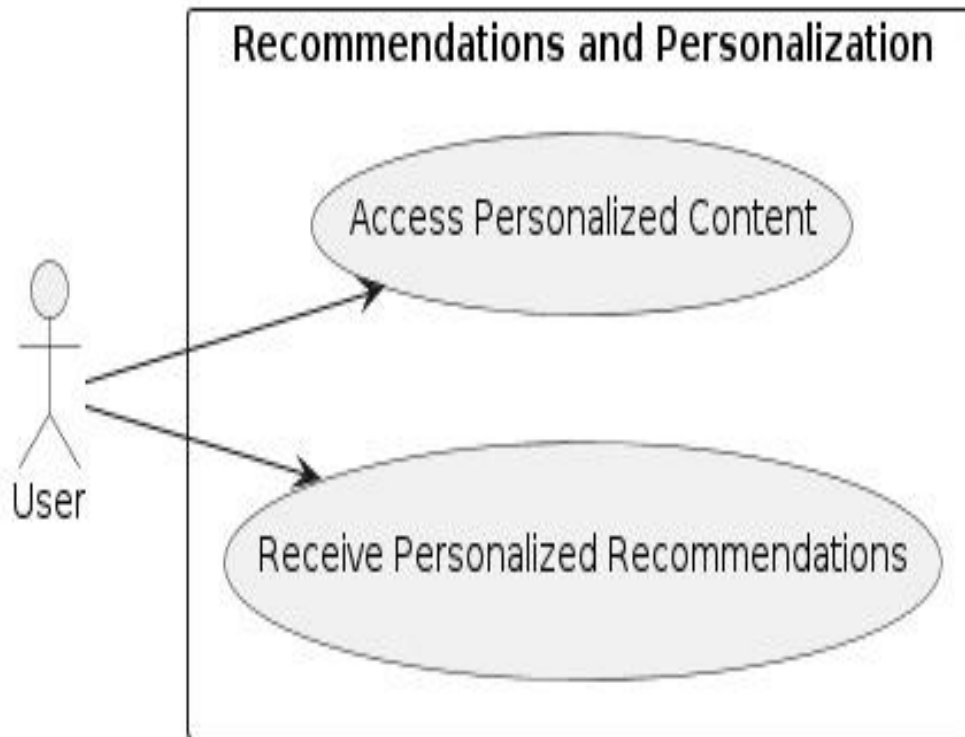 Recommendations and Personalization
Access Personalized Content
User
Receive Personalized Recommendations